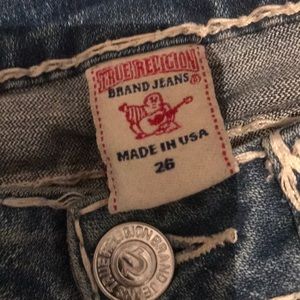 TRUE RELIGION
BRAND JEANS®
MADE IN USA
26
TRUE RELIGION BRAND JEANS